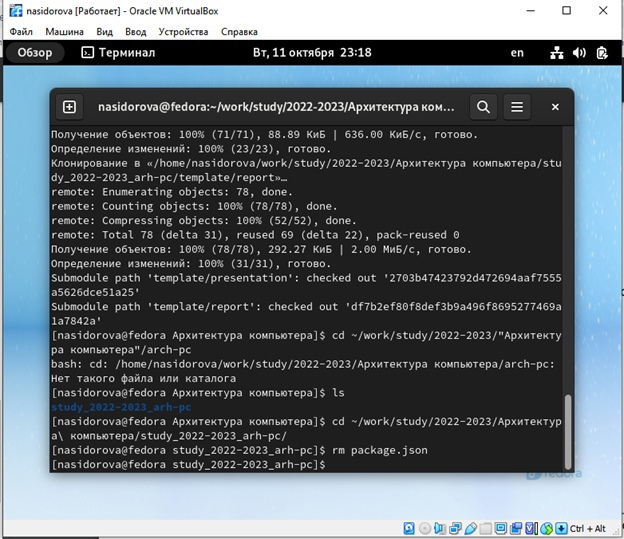 nasidorova [Работает] - Oracle VM VirtualBox
Файл Машина Вид Ввод Устройства Справка
Обзор Терминал Вт, 11 октября 23:18 en
nasidorova@fedora:~/work/study/2022-2023/Архитектура ком...
Получение объектов: 100% (71/71), 88.89 КиБ | 636.00 КиБ/с, готово.
Определение изменений: 100% (23/23), готово.
Клонирование в «/home/nasidorova/work/study/2022-2023/Архитектура компьютера/stu
dy_2022-2023_arh-pc/template/report»…
remote: Enumerating objects: 78, done.
remote: Counting objects: 100% (78/78), done.
remote: Compressing objects: 100% (52/52), done.
remote: Total 78 (delta 31), reused 69 (delta 22), pack-reused 0
Получение объектов: 100% (78/78), 292.27 КиБ | 2.00 МиБ/с, готово.
Определение изменений: 100% (31/31), готово.
Submodule path 'template/presentation': checked out '2703b47423792d472694aaf7555
a5626dce51a25'
Submodule path 'template/report': checked out 'df7b2ef80f8def3b9a496f8695277469a
1a7842a'
[nasidorova@fedora Архитектура компьютера]$ cd ~/work/study/2022-2023/"Архитекту
ра компьютера"/arch-pc
bash: cd: /home/nasidorova/work/study/2022-2023/Архитектура компьютера/arch-pc:
Нет такого файла или каталога
[nasidorova@fedora Архитектура компьютера]$ ls
study_2022-2023_arh-pc
[nasidorova@fedora Архитектура компьютера]$ cd ~/work/study/2022-2023/Архитектур
а\ компьютера/study_2022-2023_arh-pc/
[nasidorova@fedora study_2022-2023_arh-pc]$ rm package.json
[nasidorova@fedora study_2022-2023_arh-pc]$
fedora
Ctrl + Alt